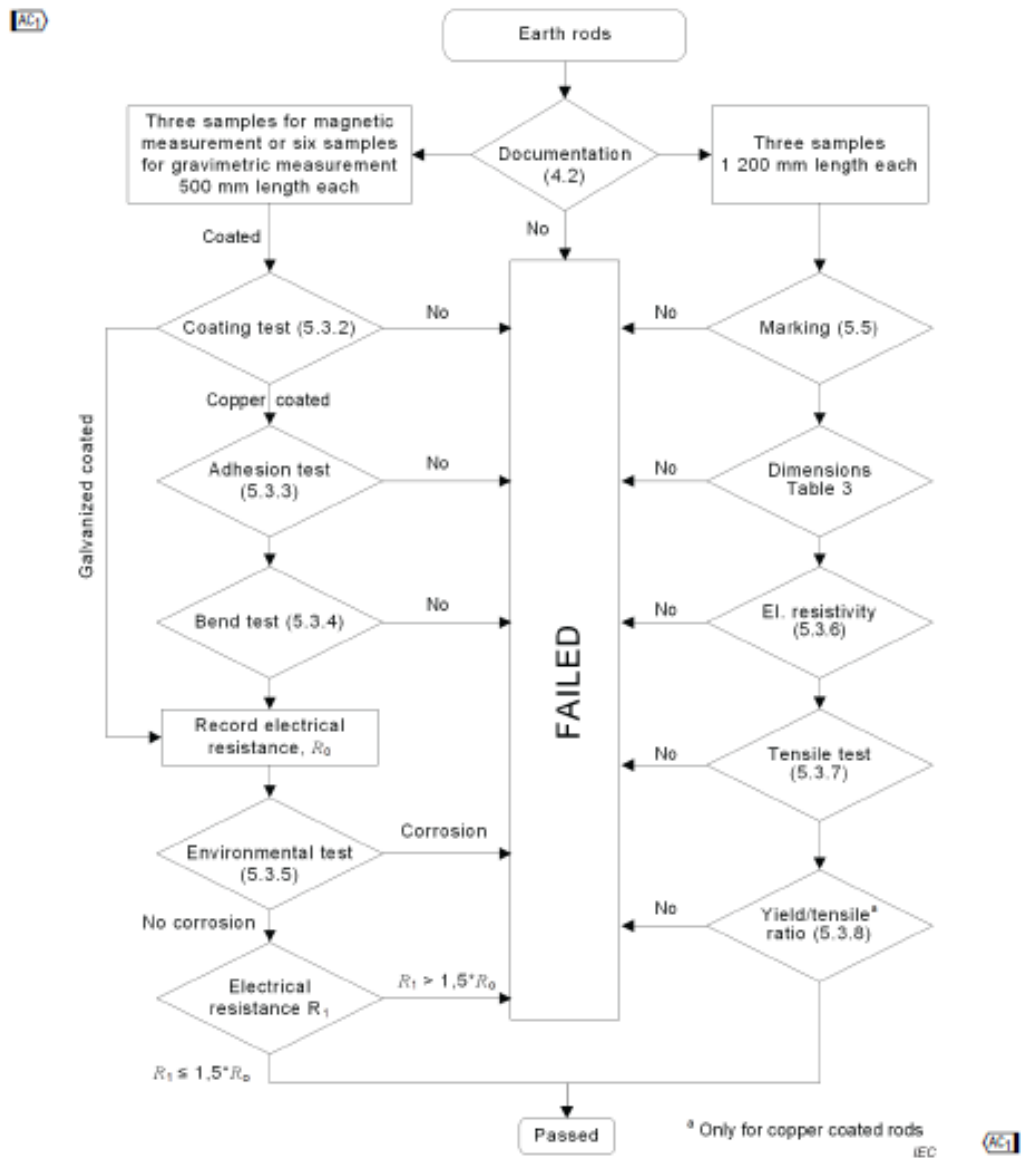 AC1
Earth rods
Three samples for magnetic
measurement or six samples
for gravimetric measurement
500 mm length each
Documentation
(4.2)
Three samples
1 200 mm length each
No
Coated
Coating test (5.3.2)
No
No
Marking (5.5)
Copper coated
Galvanized coated
Adhesion test
(5.3.3)
No
No
Dimensions
Table 3
Bend test (5.3.4)
No
FAILED
No
El. resistivity
(5.3.6)
Record electrical
resistance, R0
No
Tensile test
(5.3.7)
Environmental test
(5.3.5)
Corrosion
No corrosion
No
Yield/tensileª
ratio (5.3.8)
Electrical
resistance R1
R1 > 1,5*R0
R1 ≤ 1,5*R0
Passed
ª Only for copper coated rods
IEC
AC1